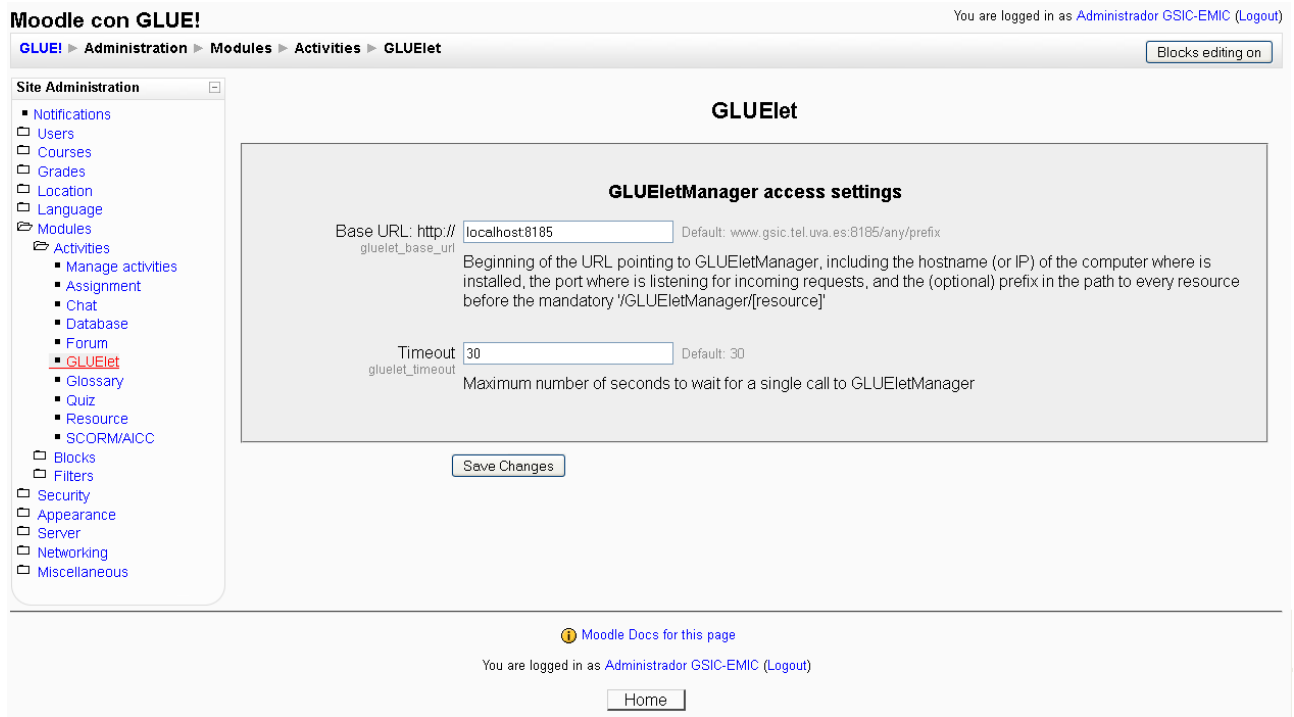 Moodle con GLUE!
You are logged in as Administrador GSIC-EMIC (Logout)
GLUE! ► Administration ► Modules ► Activities ► GLUElet
Blocks editing on
Site Administration
Notifications
Users
Courses
Grades
Location
Language
Modules
Activities
Manage activities
Assignment
Chat
Database
Forum
GLUElet
Glossary
Quiz
Resource
SCORM/AICC
Blocks
Filters
Security
Appearance
Server
Networking
Miscellaneous
GLUElet
GLUEletManager access settings
Base URL: http:// localhost:8185 Default: www.gsic.tel.uva.es:8185/any/prefix
gluelet_base_url
Beginning of the URL pointing to GLUEletManager, including the hostname (or IP) of the computer where is
installed, the port where is listening for incoming requests, and the (optional) prefix in the path to every resource
before the mandatory '/GLUEletManager/[resource]'
Timeout 30 Default: 30
gluelet_timeout
Maximum number of seconds to wait for a single call to GLUEletManager
Save Changes
Moodle Docs for this page
You are logged in as Administrador GSIC-EMIC (Logout)
Home